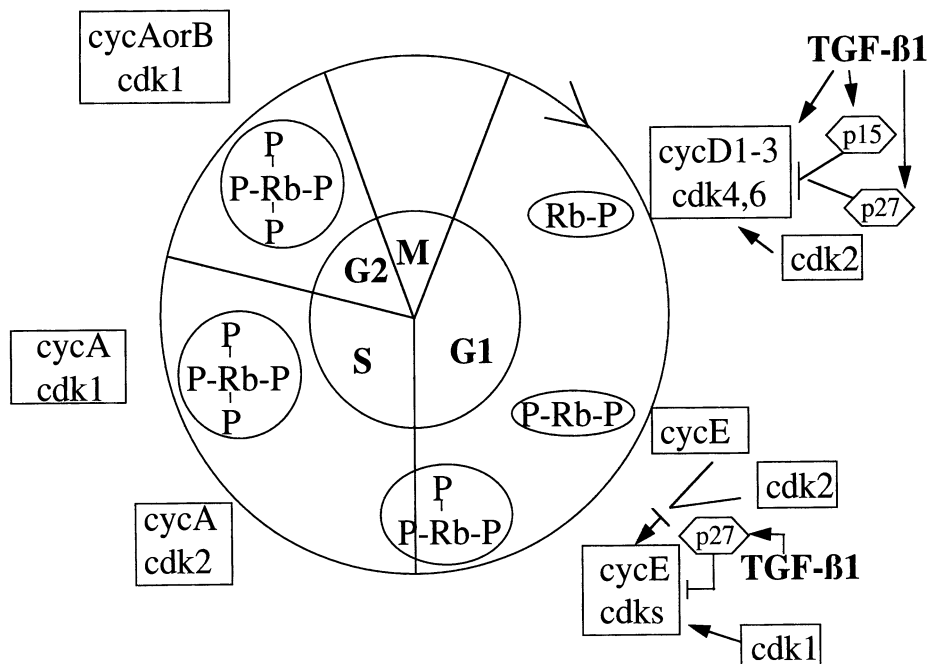 cycAorB
cdk1
TGF-ß1
p15
cycD1-3
cdk4,6
p27
cdk2
P
P-Rb-P
P
Rb-P
M
G2
G1
S
cycA
cdk1
P
P-Rb-P
P
P-Rb-P
cycE
cdk2
P
P-Rb-P
cycA
cdk2
p27
TGF-ß1
cycE
cdks
cdk1